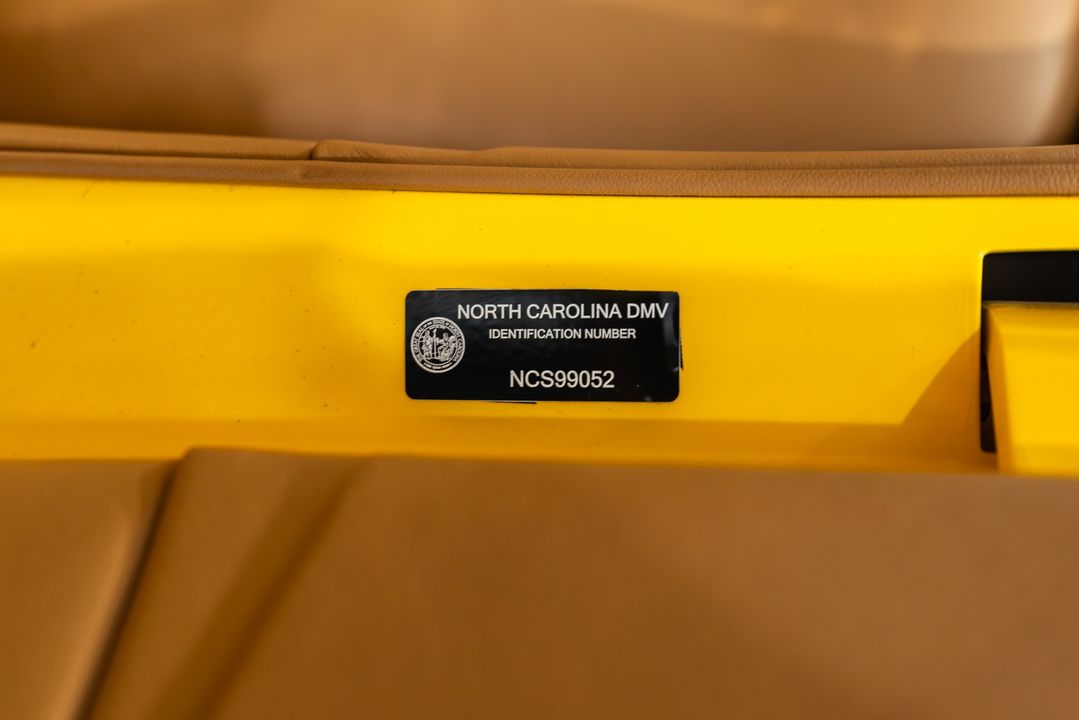 NORTH CAROLINA DMV
IDENTIFICATION NUMBER
NCS99052